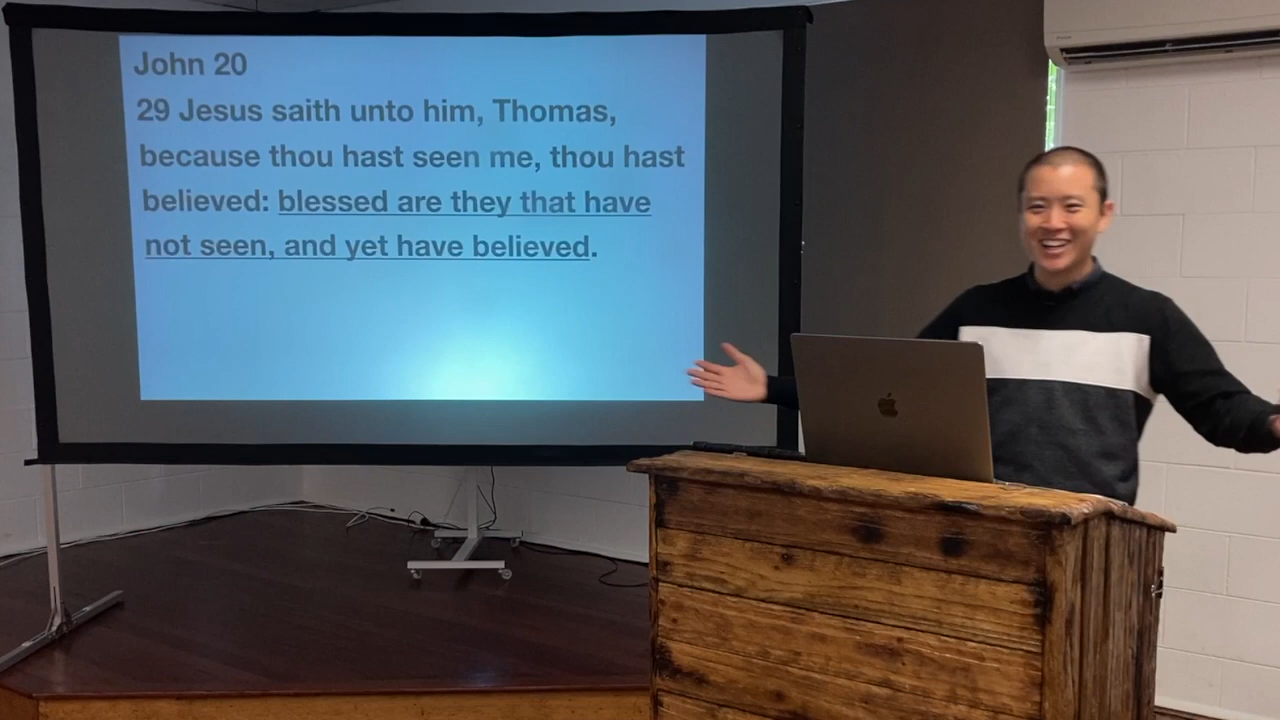 John 20
29 Jesus saith unto him, Thomas,
because thou hast seen me, thou hast
believed: blessed are they that have
not seen, and yet have believed.